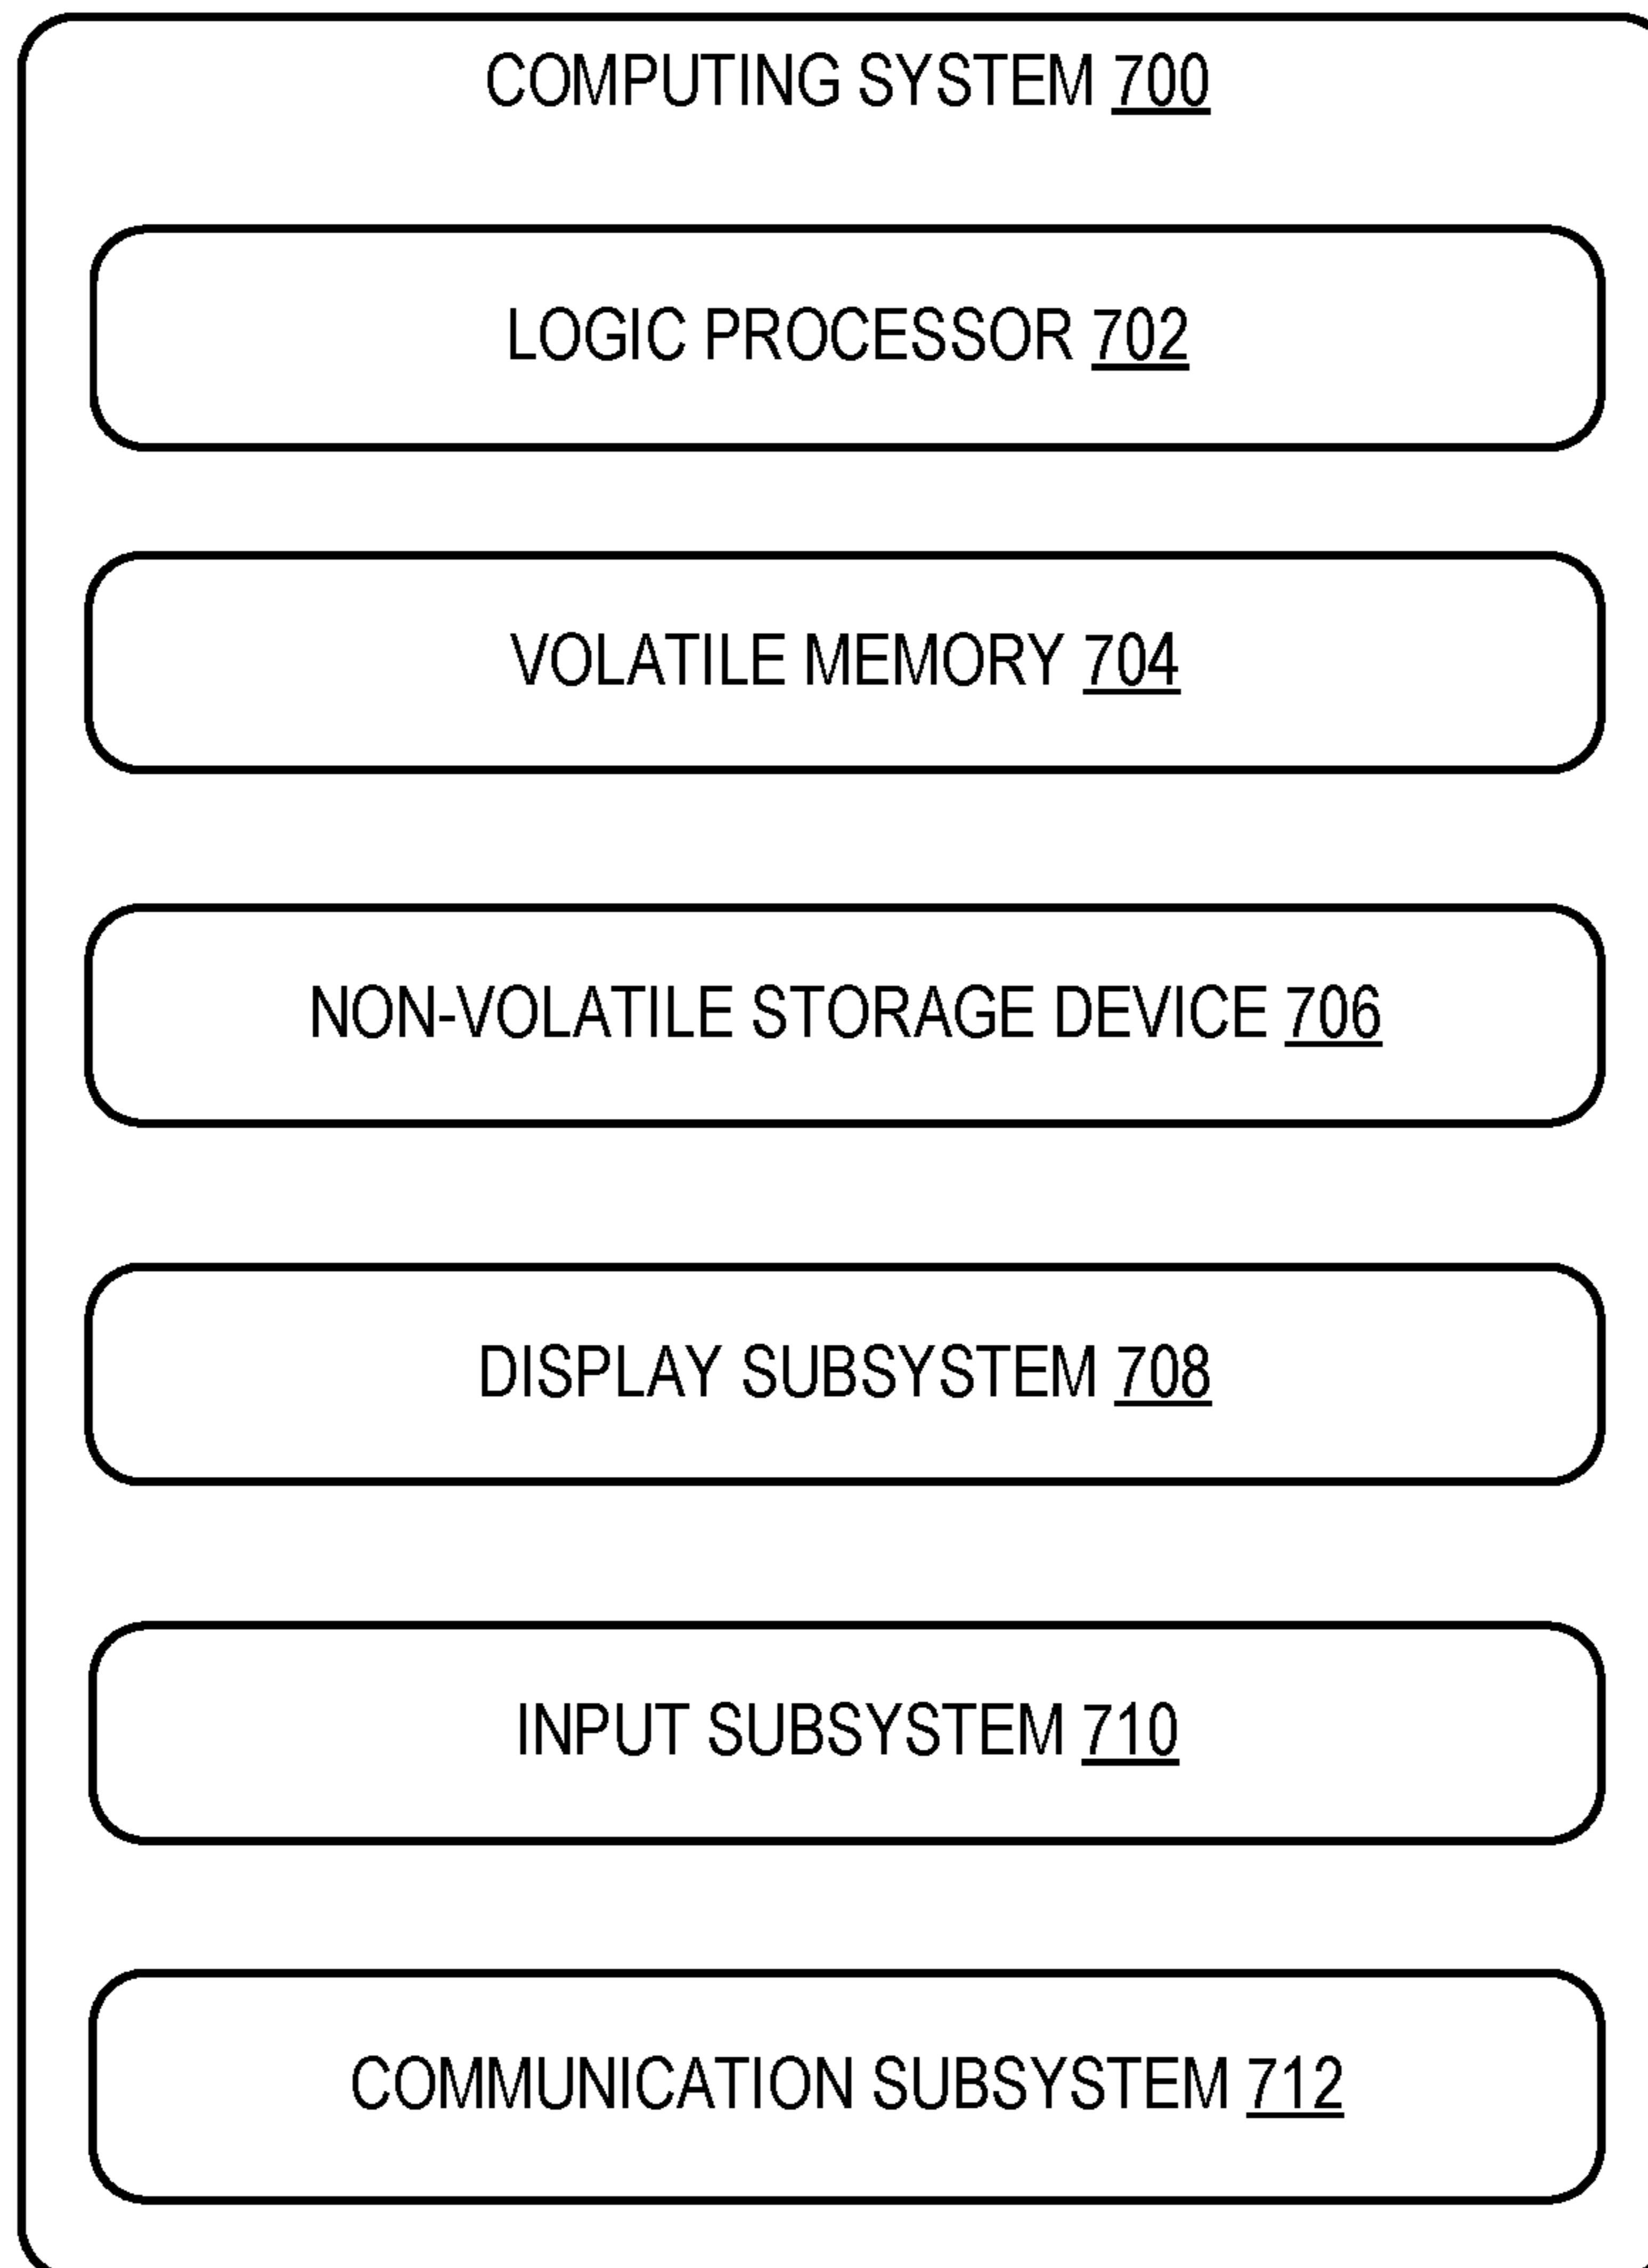 COMPUTING SYSTEM 700
LOGIC PROCESSOR 702
VOLATILE MEMORY 704
NON-VOLATILE STORAGE DEVICE 706
DISPLAY SUBSYSTEM 708
INPUT SUBSYSTEM 710
COMMUNICATION SUBSYSTEM 712